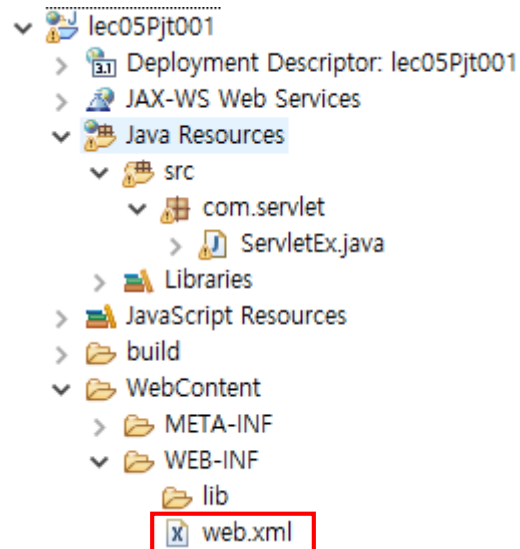 lec05Pjt001
Deployment Descriptor: lec05Pjt001
JAX-WS Web Services
Java Resources
src
com.servlet
ServletEx.java
Libraries
JavaScript Resources
build
WebContent
META-INF
WEB-INF
lib
web.xml